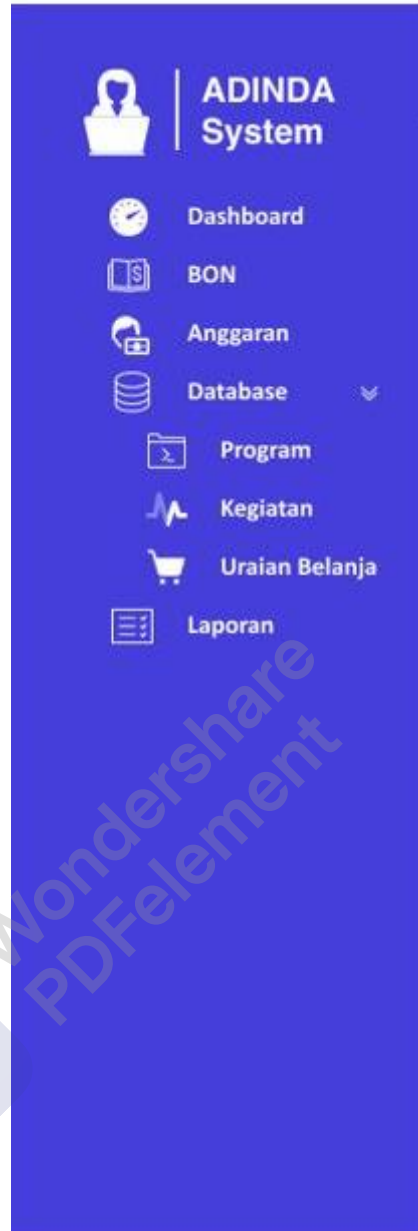 ADINDA
System
Dashboard
BON
Anggaran
Database
Program
Kegiatan
Uraian Belanja
Laporan
Wondershare
PDFelement